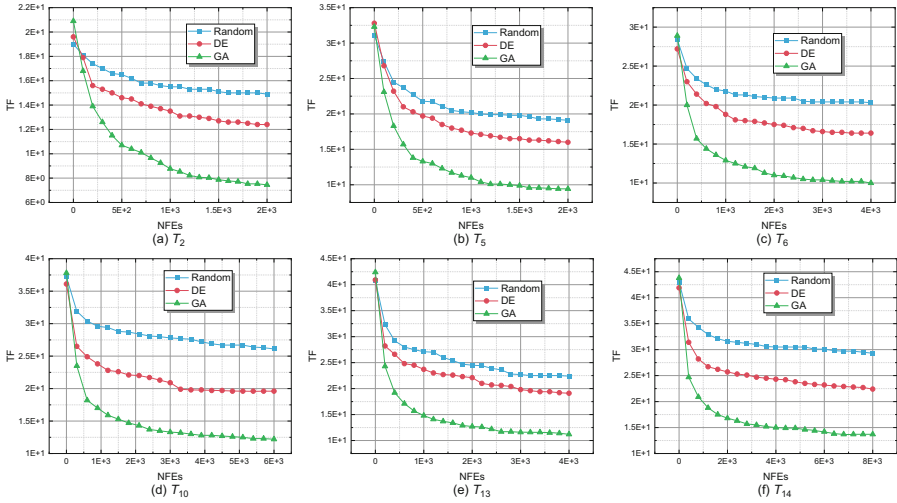 2.2E+1
2.0E+1
1.8E+1
1.6E+1
1.4E+1
1.2E+1
1E+1
8E+0
6E+0
TF
Random
DE
GA
0 5E+2 1E+3 1.5E+3 2E+3
NFEs
(a) T2
3.5E+1
3E+1
2.5E+1
2E+1
1.5E+1
1E+1
TF
Random
DE
GA
0 5E+2 1E+3 1.5E+3 2E+3
NFEs
(b) T5
3E+1
2E+1
1E+1
TF
Random
DE
GA
0 1E+3 2E+3 3E+3 4E+3
NFEs
(c) T6
4E+1
3.5E+1
3E+1
2.5E+1
2E+1
1.5E+1
1E+1
TF
Random
DE
GA
0 1E+3 2E+3 3E+3 4E+3 5E+3 6E+3
NFEs
(d) T10
4.5E+1
4E+1
3.5E+1
3E+1
2.5E+1
2E+1
1.5E+1
1E+1
TF
Random
DE
GA
0 1E+3 2E+3 3E+3 4E+3
NFEs
(e) T13
4.5E+1
4E+1
3.5E+1
3E+1
2.5E+1
2E+1
1.5E+1
1E+1
TF
Random
DE
GA
0 2E+3 4E+3 6E+3 8E+3
NFEs
(f) T14